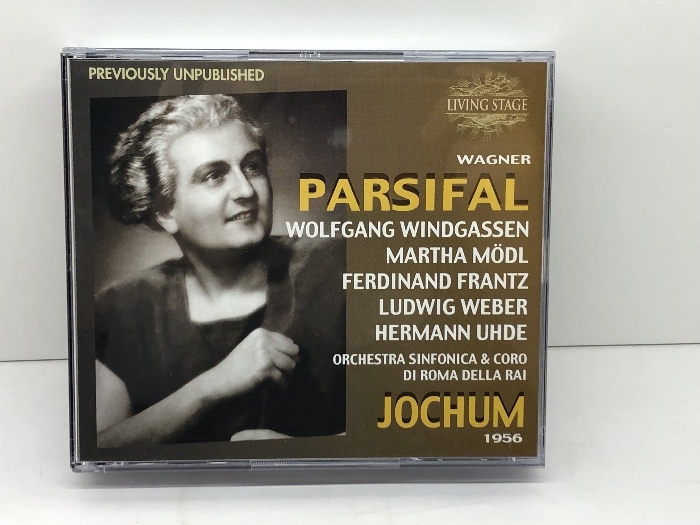 PREVIOUSLY UNPUBLISHED
LIVING STAGE
WAGNER
PARSIFAL
WOLFGANG WINDGASSEN
MARTHA MÖDL
FERDINAND FRANTZ
LUDWIG WEBER
HERMANN UHDE
ORCHESTRA SINFONICA & CORO
DI ROMA DELLA RAI
JOCHUM
1956